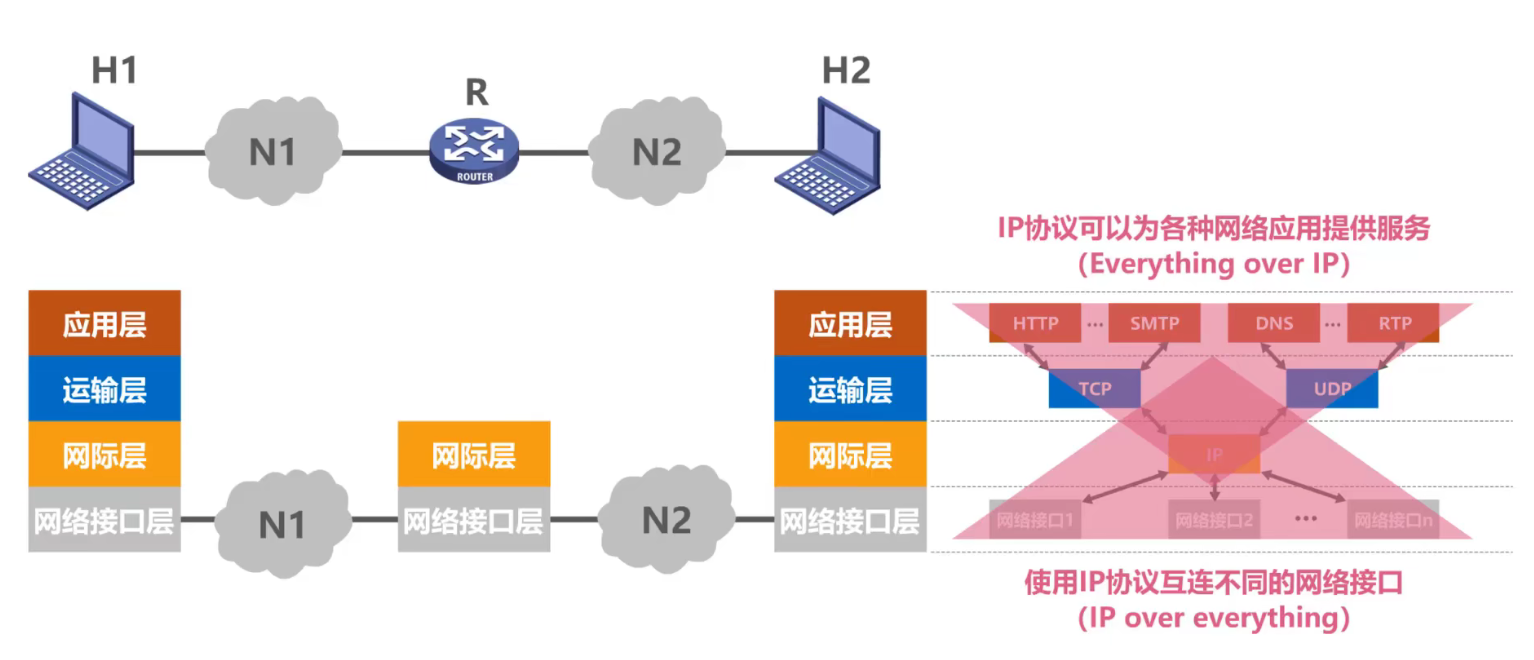 H1
H2
R
N1
N2
ROUTER
IP协议可以为各种网络应用提供服务
（Everything over IP）
应用层
应用层
HTTP ... SMTP
DNS ... RTP
运输层
运输层
TCP
UDP
网际层
网际层
网际层
IP
网络接口层
N1
网络接口层
N2
网络接口层
网络接口1
网络接口2
...
网络接口n
使用IP协议互连不同的网络接口
（IP over everything）